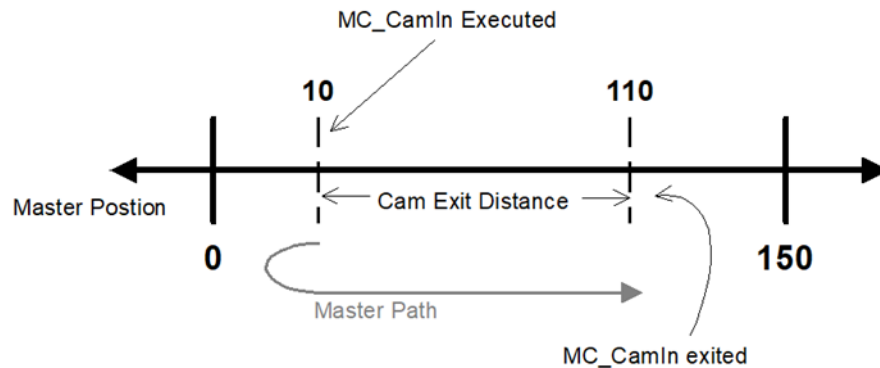 MC_CamIn Executed
10
110
Cam Exit Distance
Master Postion
0
150
Master Path
MC_CamIn exited